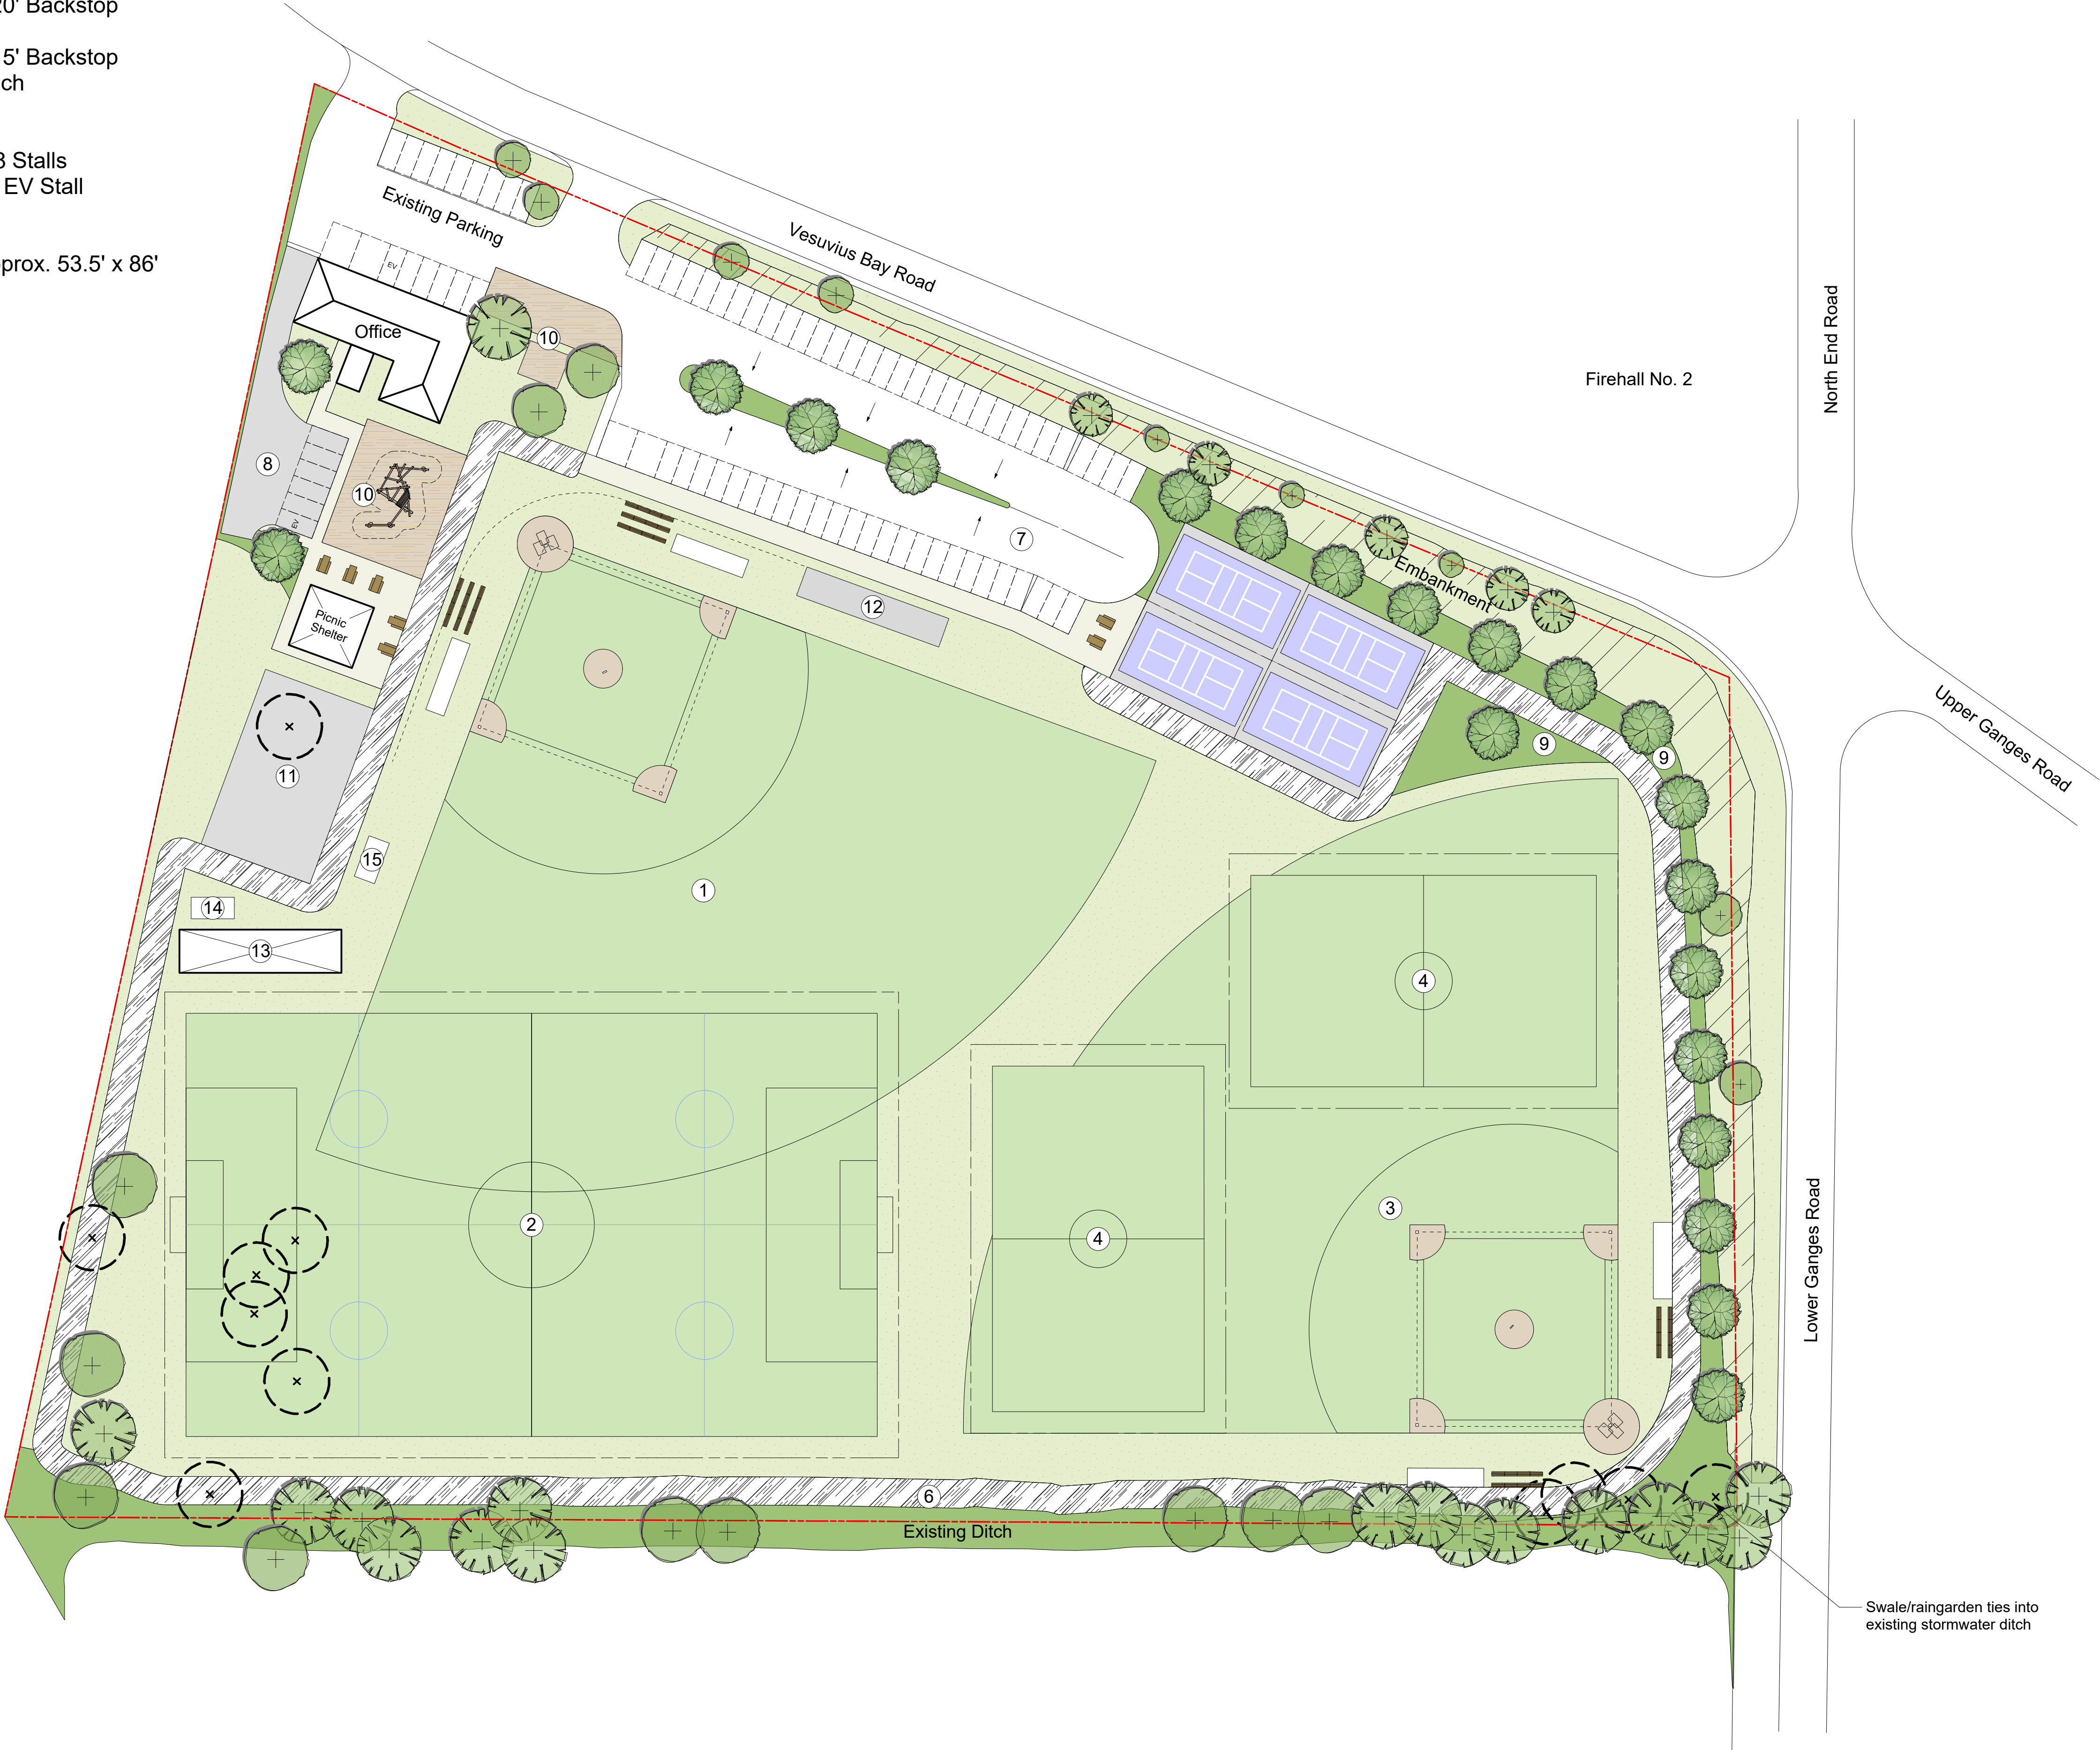 20' Backstop
5' Backstop
ch
3 Stalls
EV Stall
prox. 53.5' x 86'
Existing Parking
Vesuvius Bay Road
North End Road
Firehall No. 2
EV
Office
10
8
10
EV
7
Embankment
12
Picnic
Shelter
Upper Ganges Road
9
9
11
15
1
14
13
4
3
2
4
Lower Ganges Road
6
Existing Ditch
Swale/raingarden ties into
existing stormwater ditch